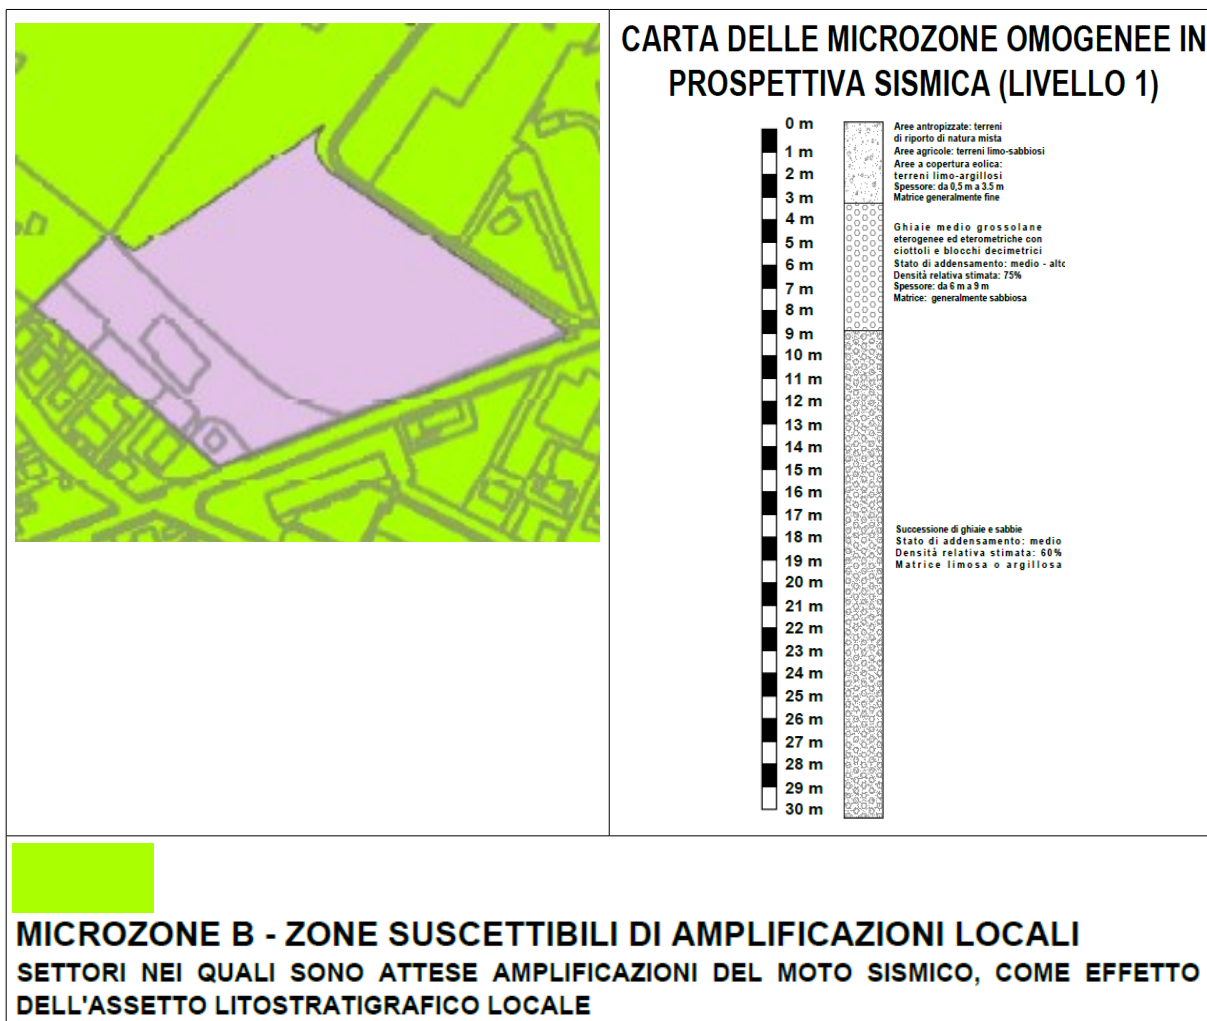 CARTA DELLE MICROZONE OMOGENEE IN
PROSPETTIVA SISMICA (LIVELLO 1)
0 m
1 m
2 m
3 m
4 m
5 m
6 m
7 m
8 m
9 m
10 m
11 m
12 m
13 m
14 m
15 m
16 m
17 m
18 m
19 m
20 m
21 m
22 m
23 m
24 m
25 m
26 m
27 m
28 m
29 m
30 m
Aree antropizzate: terreni
di riporto di natura mista
Aree agricole: terreni limo-sabbiosi
Aree a copertura eolica:
terreni limo-argillosi
Spessore: da 0,5 m a 3.5 m
Matrice generalmente fine
Ghiaie medio grossolane
eterogenee ed eterometriche con
ciottoli e blocchi decimetrici
Stato di addensamento: medio - alto
Densità relativa stimata: 75%
Spessore: da 6 m a 9 m
Matrice: generalmente sabbiosa
Successione di ghiaie e sabbie
Stato di addensamento: medio
Densità relativa stimata: 60%
Matrice limosa o argillosa
MICROZONE B - ZONE SUSCETTIBILI DI AMPLIFICAZIONI LOCALI
SETTORI NEI QUALI SONO ATTESE AMPLIFICAZIONI DEL MOTO SISMICO, COME EFFETTO
DELL'ASSETTO LITOSTRATIGRAFICO LOCALE